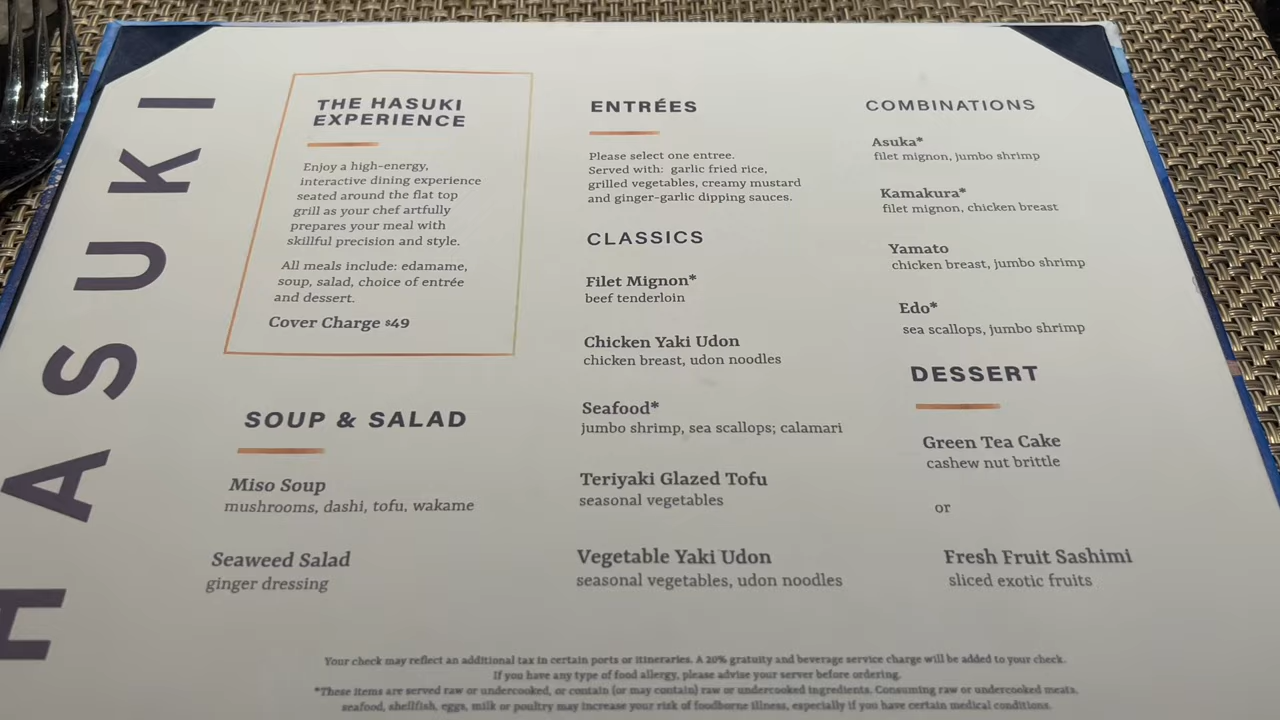 HASUKI
THE HASUKI
EXPERIENCE
Enjoy a high-energy,
interactive dining experience
seated around the flat top
grill as your chef artfully
prepares your meal with
skillful precision and style.
All meals include: edamame,
soup, salad, choice of entrée
and dessert.
Cover Charge $49
SOUP & SALAD
Miso Soup
mushrooms, dashi, tofu, wakame
Seaweed Salad
ginger dressing
ENTRÉES
Please select one entree.
Served with: garlic fried rice,
grilled vegetables, creamy mustard
and ginger-garlic dipping sauces.
CLASSICS
Filet Mignon*
beef tenderloin
Chicken Yaki Udon
chicken breast, udon noodles
Seafood*
jumbo shrimp, sea scallops; calamari
Teriyaki Glazed Tofu
seasonal vegetables
Vegetable Yaki Udon
seasonal vegetables, udon noodles
COMBINATIONS
Asuka*
filet mignon, jumbo shrimp
Kamakura*
filet mignon, chicken breast
Yamato
chicken breast, jumbo shrimp
Edo*
sea scallops, jumbo shrimp
DESSERT
Green Tea Cake
cashew nut brittle
or
Fresh Fruit Sashimi
sliced exotic fruits
Your check may reflect an additional tax in certain ports or itineraries. A 20% gratuity and beverage service charge will be added to your check.
If you have any type of food allergy, please advise your server before ordering.
*These items are served raw or undercooked, or contain (or may contain) raw or undercooked ingredients. Consuming raw or undercooked meats,
seafood, shellfish, eggs, milk or poultry may increase your risk of foodborne illness, especially if you have certain medical conditions.